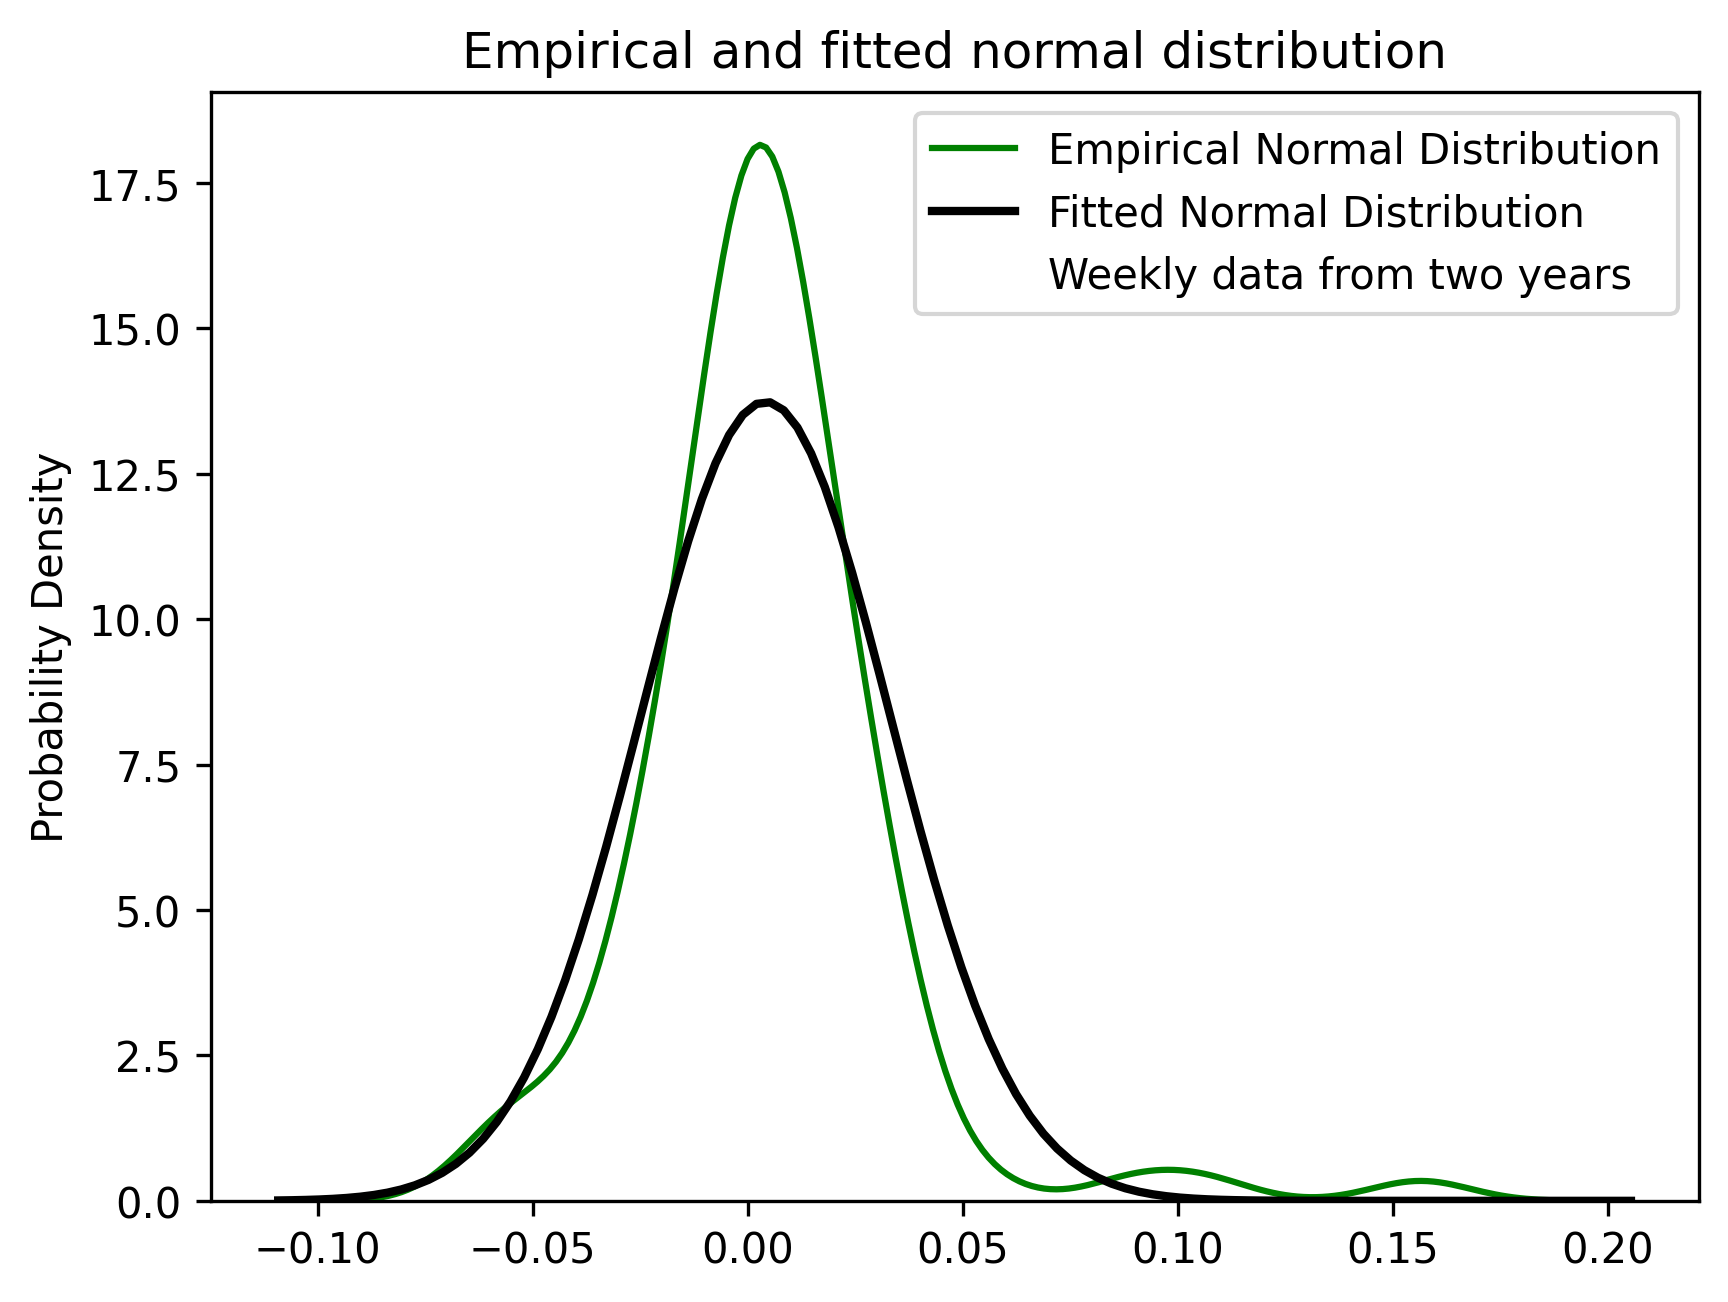 Empirical and fitted normal distribution
Empirical Normal Distribution
Fitted Normal Distribution
Weekly data from two years
Probability Density
17.5
15.0
12.5
10.0
7.5
5.0
2.5
0.0
−0.10 −0.05 0.00 0.05 0.10 0.15 0.20